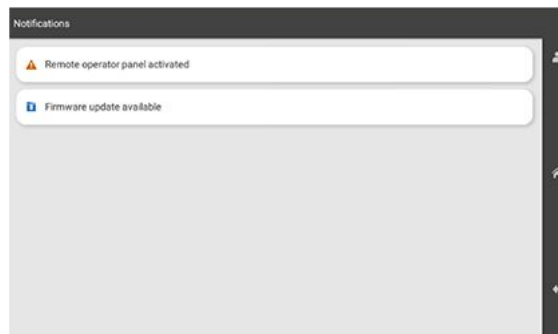 Notifications
Remote operator panel activated
Firmware update available